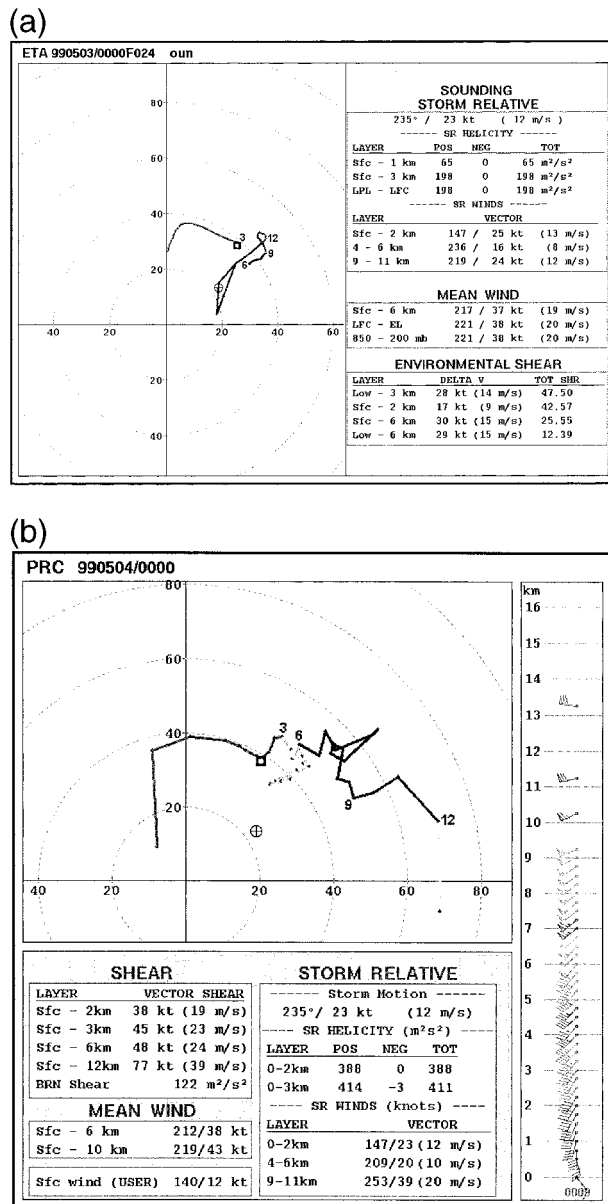 (a)
ETA 990503/0000F024 oun
80
60
40
20
20
40
60
80
40
3
12
9
6
SOUNDING
STORM RELATIVE
235° / 23 kt ( 12 m/s )
------ SR HELICITY ------
LAYER POS NEG TOT
Sfc - 1 km 65 0 65 m²/s²
Sfc - 3 km 198 0 198 m²/s²
LPL - LFC 198 0 198 m²/s²
------- SR WINDS -------
LAYER VECTOR
Sfc - 2 km 147 / 25 kt (13 m/s)
4 - 6 km 236 / 16 kt (8 m/s)
9 - 11 km 219 / 24 kt (12 m/s)
MEAN WIND
Sfc - 6 km 217 / 37 kt (19 m/s)
LFC - EL 221 / 38 kt (20 m/s)
850 - 200 mb 221 / 38 kt (20 m/s)
ENVIRONMENTAL SHEAR
LAYER DELTA V TOT SHR
Low - 3 km 28 kt (14 m/s) 47.50
Sfc - 2 km 17 kt (9 m/s) 42.57
Sfc - 6 km 30 kt (15 m/s) 25.55
Low - 6 km 29 kt (15 m/s) 12.39
(b)
PRC 990504/0000
80
60
40
20
40 20 20 40 60 80
3
6
9
12
km
16
15
14
13
12
11
10
9
8
7
6
5
4
3
2
1
0
SHEAR
LAYER VECTOR SHEAR
Sfc - 2km 38 kt (19 m/s)
Sfc - 3km 45 kt (23 m/s)
Sfc - 6km 48 kt (24 m/s)
Sfc - 12km 77 kt (39 m/s)
BRN Shear 122 m²/s²
MEAN WIND
Sfc - 6 km 212/38 kt
Sfc - 10 km 219/43 kt
Sfc wind (USER) 140/12 kt
STORM RELATIVE
------ Storm Motion ------
235°/ 23 kt (12 m/s)
---- SR HELICITY (m²s²) ----
LAYER POS NEG TOT
0-2km 388 0 388
0-3km 414 -3 411
---- SR WINDS (knots) ----
LAYER VECTOR
0-2km 147/23 (12 m/s)
4-6km 209/20 (10 m/s)
9-11km 253/39 (20 m/s)